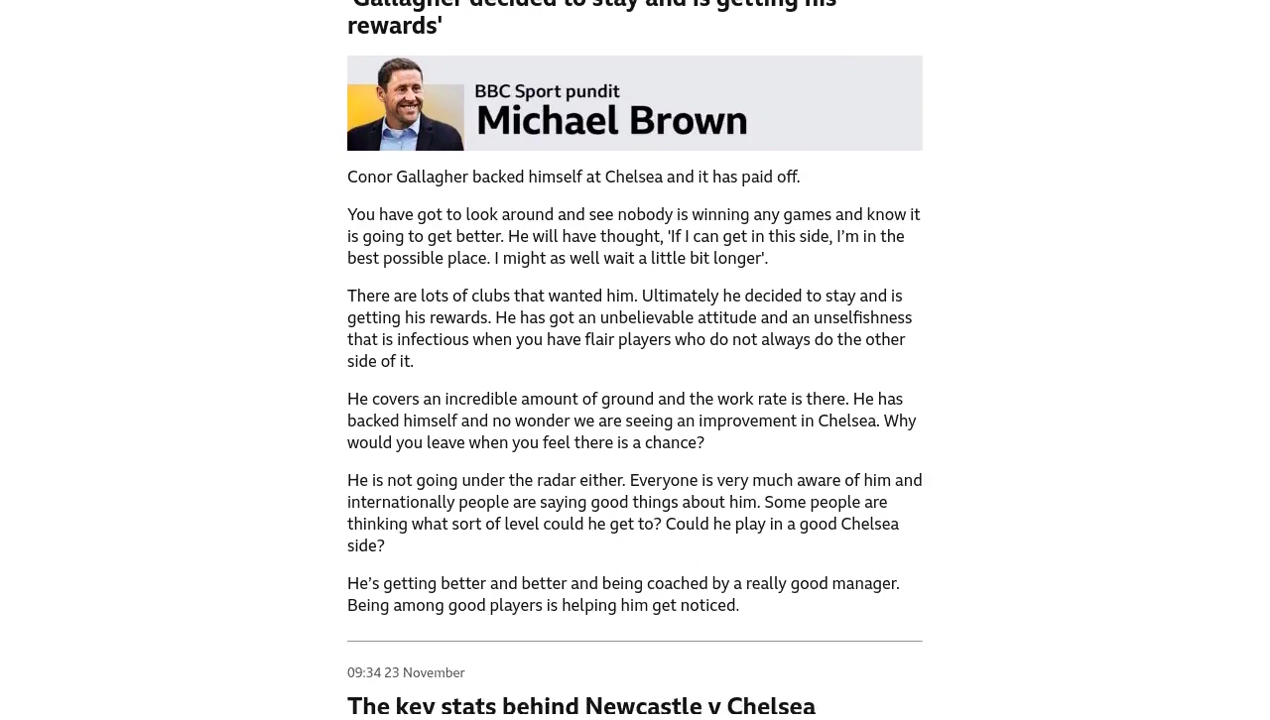 'Gallagher decided to stay and is getting his
rewards'
BBC Sport pundit
Michael Brown
Conor Gallagher backed himself at Chelsea and it has paid off.
You have got to look around and see nobody is winning any games and know it
is going to get better. He will have thought, 'If I can get in this side, I’m in the
best possible place. I might as well wait a little bit longer'.
There are lots of clubs that wanted him. Ultimately he decided to stay and is
getting his rewards. He has got an unbelievable attitude and an unselfishness
that is infectious when you have flair players who do not always do the other
side of it.
He covers an incredible amount of ground and the work rate is there. He has
backed himself and no wonder we are seeing an improvement in Chelsea. Why
would you leave when you feel there is a chance?
He is not going under the radar either. Everyone is very much aware of him and
internationally people are saying good things about him. Some people are
thinking what sort of level could he get to? Could he play in a good Chelsea
side?
He’s getting better and better and being coached by a really good manager.
Being among good players is helping him get noticed.
09:34 23 November
The key stats behind Newcastle v Chelsea